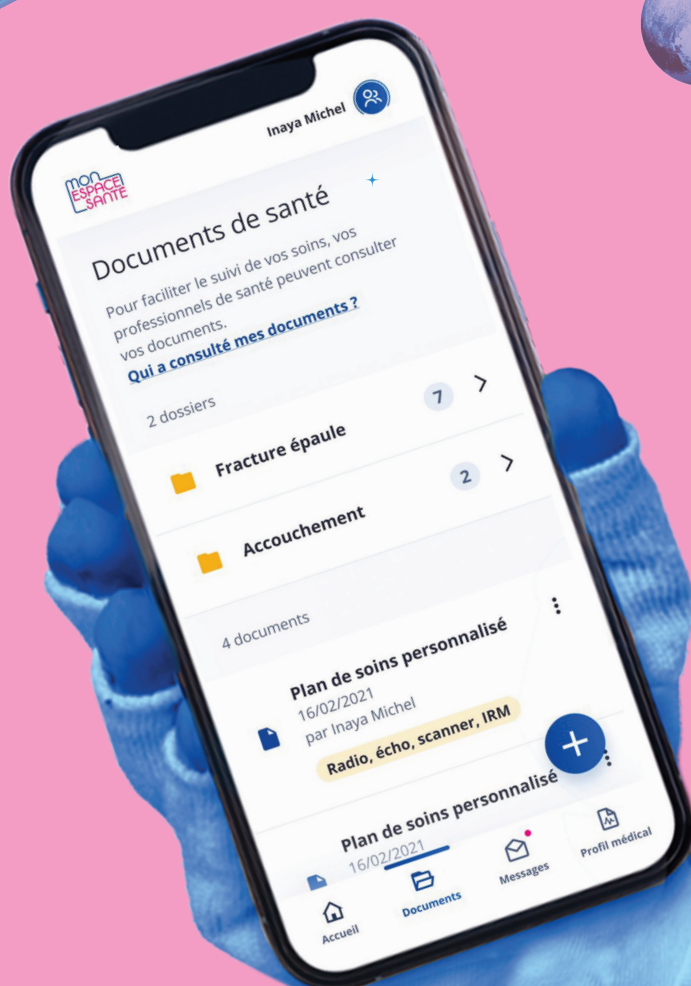 Inaya Michel
mon
ESPACE
SANTÉ
Documents de santé
Pour faciliter le suivi de vos soins, vos
professionnels de santé peuvent consulter
vos documents.
Qui a consulté mes documents ?
2 dossiers
Fracture épaule
7
Accouchement
2
4 documents
Plan de soins personnalisé
16/02/2021
par Inaya Michel
Radio, écho, scanner, IRM
Plan de soins personnalisé
16/02/2021
Accueil
Documents
Messages
Profil médical